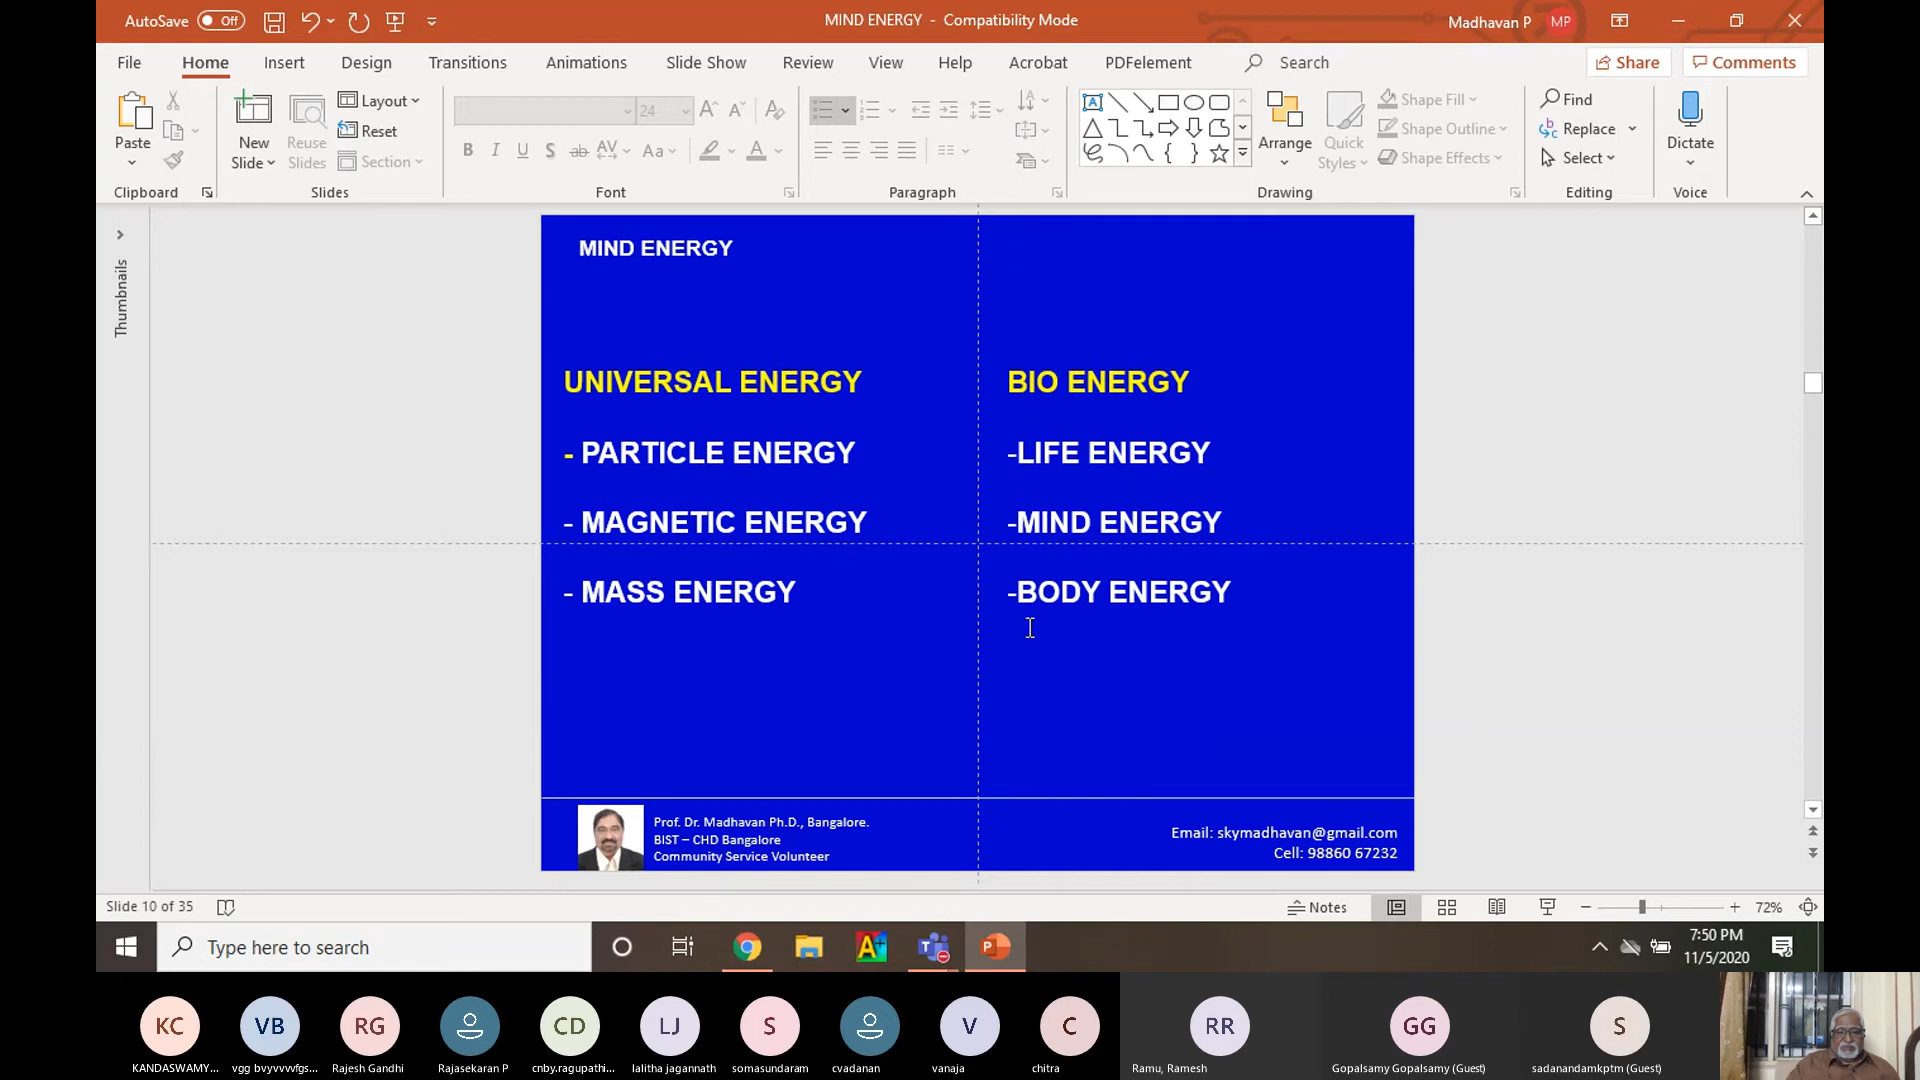 AutoSave Off
MIND ENERGY - Compatibility Mode
Madhavan P MP
File Home Insert Design Transitions Animations Slide Show Review View Help Acrobat PDFelement Search
Share Comments
Paste
New Slide
Reuse Slides
Layout
Reset
Section
24
B I U S ab AV Aa A
Arrange
Quick Styles
Shape Fill
Shape Outline
Shape Effects
Find
Replace
Select
Dictate
Clipboard Slides Font Paragraph Drawing Editing Voice
Thumbnails
MIND ENERGY
UNIVERSAL ENERGY
- PARTICLE ENERGY
- MAGNETIC ENERGY
- MASS ENERGY
BIO ENERGY
-LIFE ENERGY
-MIND ENERGY
-BODY ENERGY
Prof. Dr. Madhavan Ph.D., Bangalore.
BIST – CHD Bangalore
Community Service Volunteer
Email: skymadhavan@gmail.com
Cell: 98860 67232
Slide 10 of 35
Notes
72%
Type here to search
7:50 PM
11/5/2020
KC VB RG CD LJ S V C RR GG S
KANDASWAMY... vgg bvyvvvvfgs... Rajesh Gandhi Rajasekaran P cnby.ragupathi... lalitha jagannath somasundaram cvadanan vanaja chitra Ramu, Ramesh Gopalsamy Gopalsamy (Guest) sadanandamkptm (Guest)